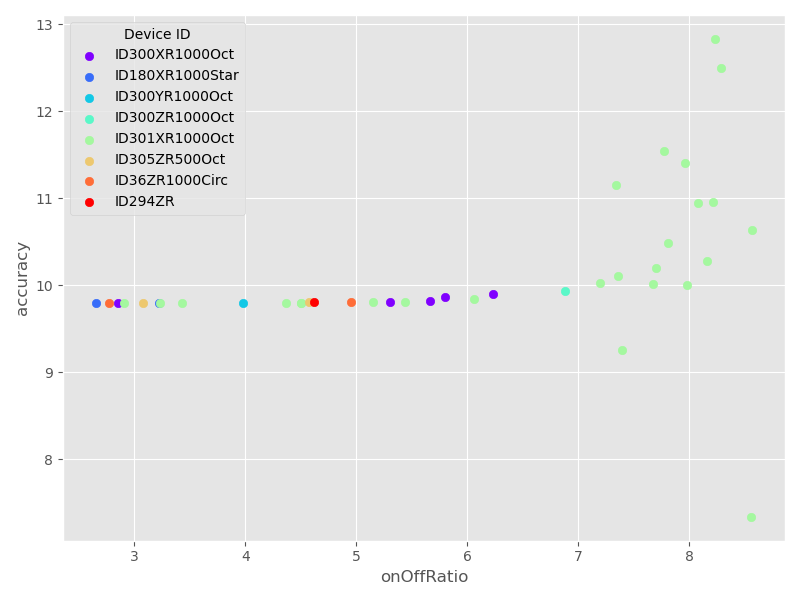 Device ID
ID300XR1000Oct
ID180XR1000Star
ID300YR1000Oct
ID300ZR1000Oct
ID301XR1000Oct
ID305ZR500Oct
ID36ZR1000Circ
ID294ZR
13
12
11
10
9
8
accuracy
3 4 5 6 7 8
onOffRatio